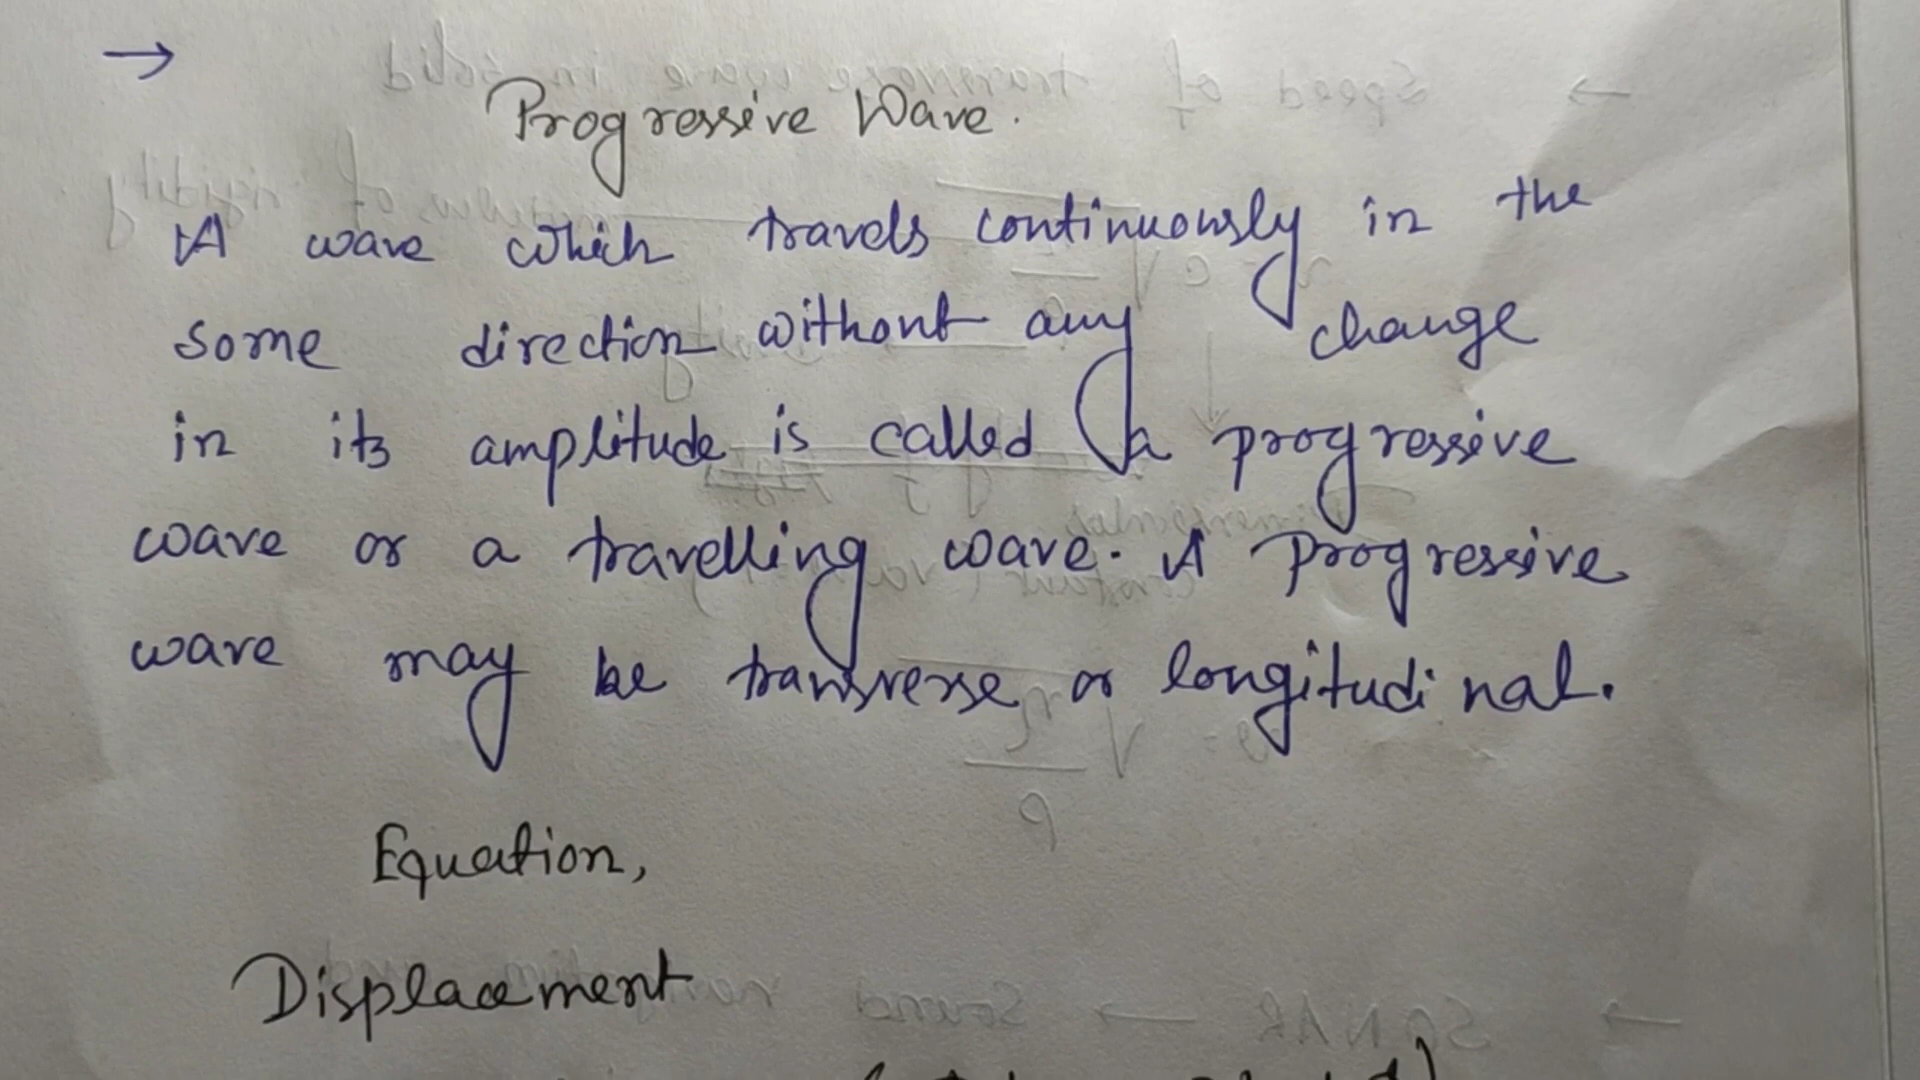 →
Progressive Wave.
A wave which travels continuously in the
some direction without any change
in its amplitude is called a progressive
wave or a travelling wave. A Progressive
wave may be transverse or longitudinal.
Equation,
Displacement